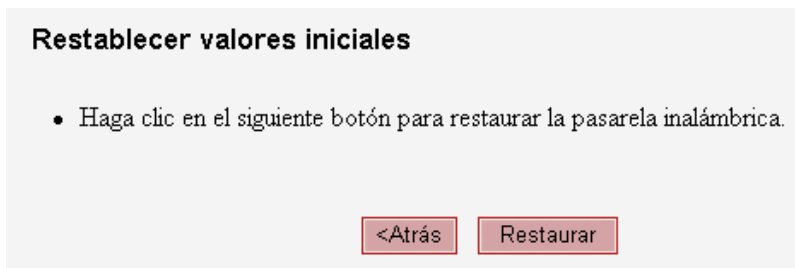 Restablecer valores iniciales
• Haga clic en el siguiente botón para restaurar la pasarela inalámbrica.
<Atrás Restaurar